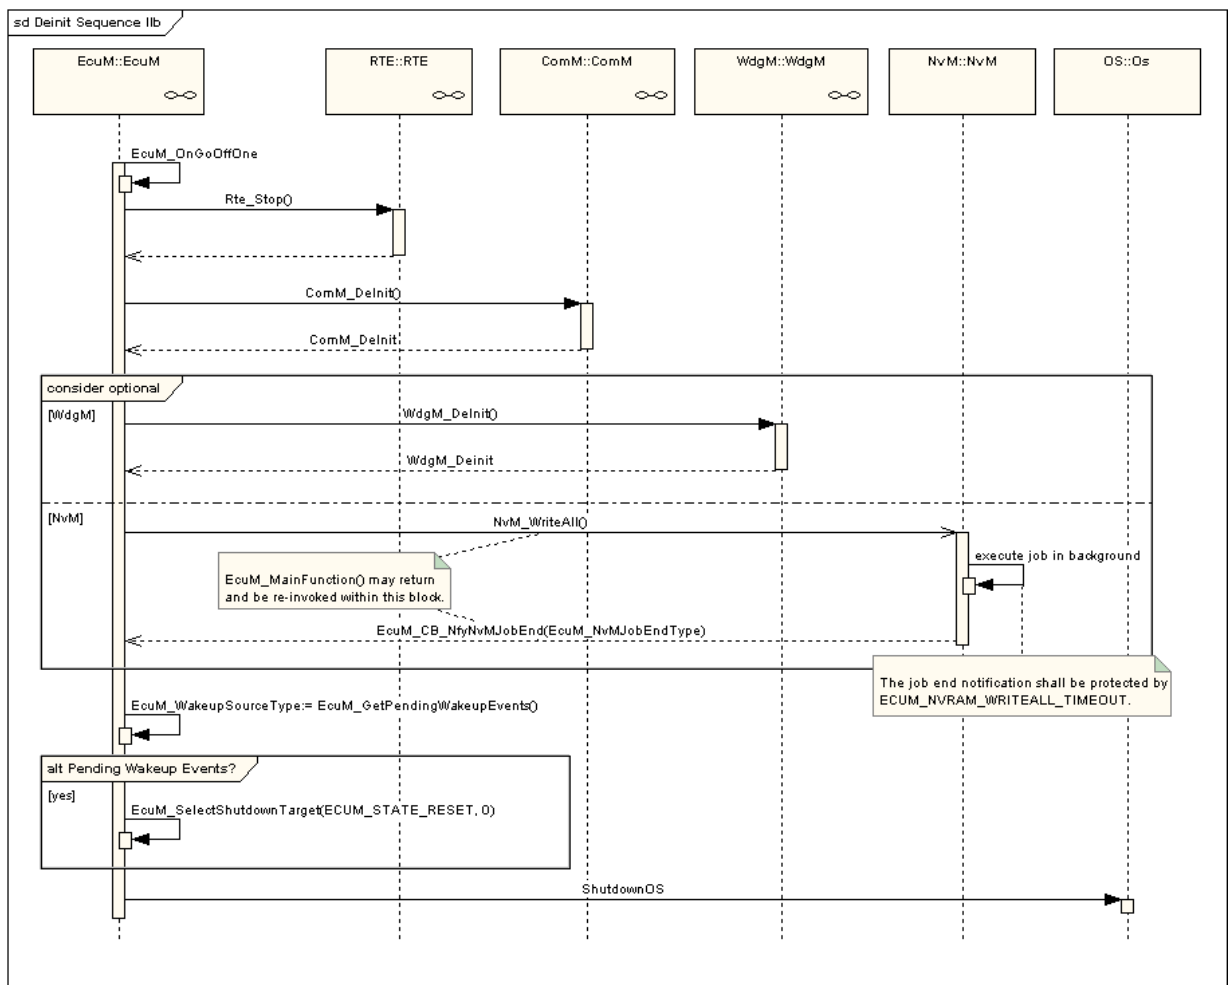 sd Deinit Sequence IIb
EcuM::EcuM
RTE::RTE
ComM::ComM
WdgM::WdgM
NvM::NvM
OS::Os
EcuM_OnGoOffOne
Rte_Stop()
ComM_DeInit()
ComM_DeInit
consider optional
[WdgM]
WdgM_DeInit()
WdgM_Deinit
[NvM]
NvM_WriteAll()
execute job in background
EcuM_MainFunction() may return
and be re-invoked within this block.
EcuM_CB_NfyNvMJobEnd(EcuM_NvMJobEndType)
The job end notification shall be protected by
ECUM_NVRAM_WRITEALL_TIMEOUT.
EcuM_WakeupSourceType:= EcuM_GetPendingWakeupEvents()
alt Pending Wakeup Events?
[yes]
EcuM_SelectShutdownTarget(ECUM_STATE_RESET, 0)
ShutdownOS